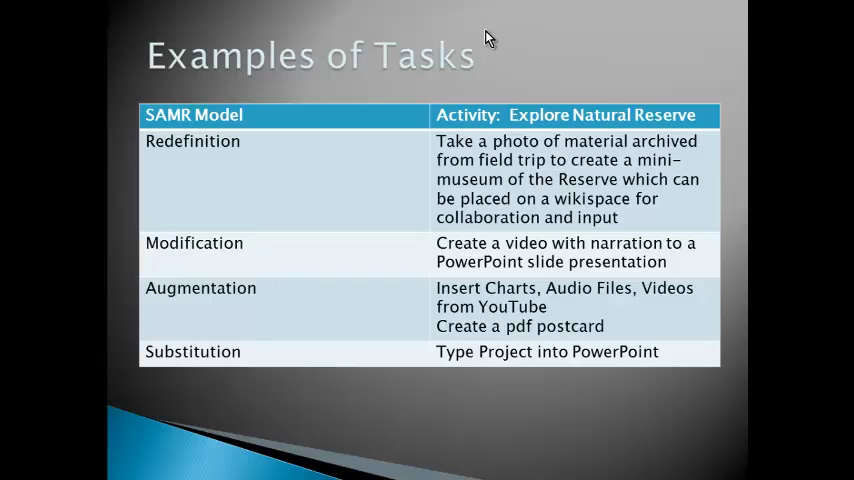 Examples of Tasks
SAMR Model
Activity:  Explore Natural Reserve
Redefinition
Take a photo of material archived
from field trip to create a mini-
museum of the Reserve which can
be placed on a wikispace for
collaboration and input
Modification
Create a video with narration to a
PowerPoint slide presentation
Augmentation
Insert Charts, Audio Files, Videos
from YouTube
Create a pdf postcard
Substitution
Type Project into PowerPoint